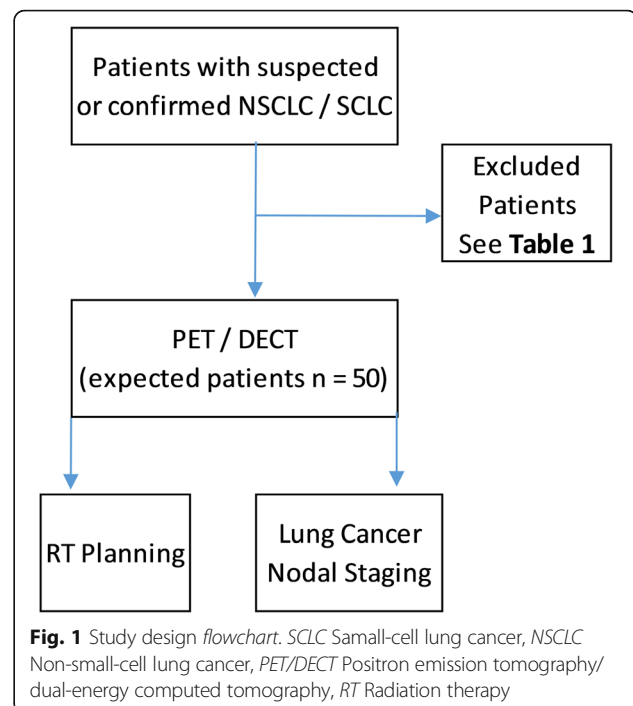 Patients with suspected
or confirmed NSCLC / SCLC
Excluded
Patients
See Table 1
PET / DECT
(expected patients n = 50)
RT Planning
Lung Cancer
Nodal Staging
Fig. 1 Study design flowchart. SCLC Samall-cell lung cancer, NSCLC
Non-small-cell lung cancer, PET/DECT Positron emission tomography/
dual-energy computed tomography, RT Radiation therapy